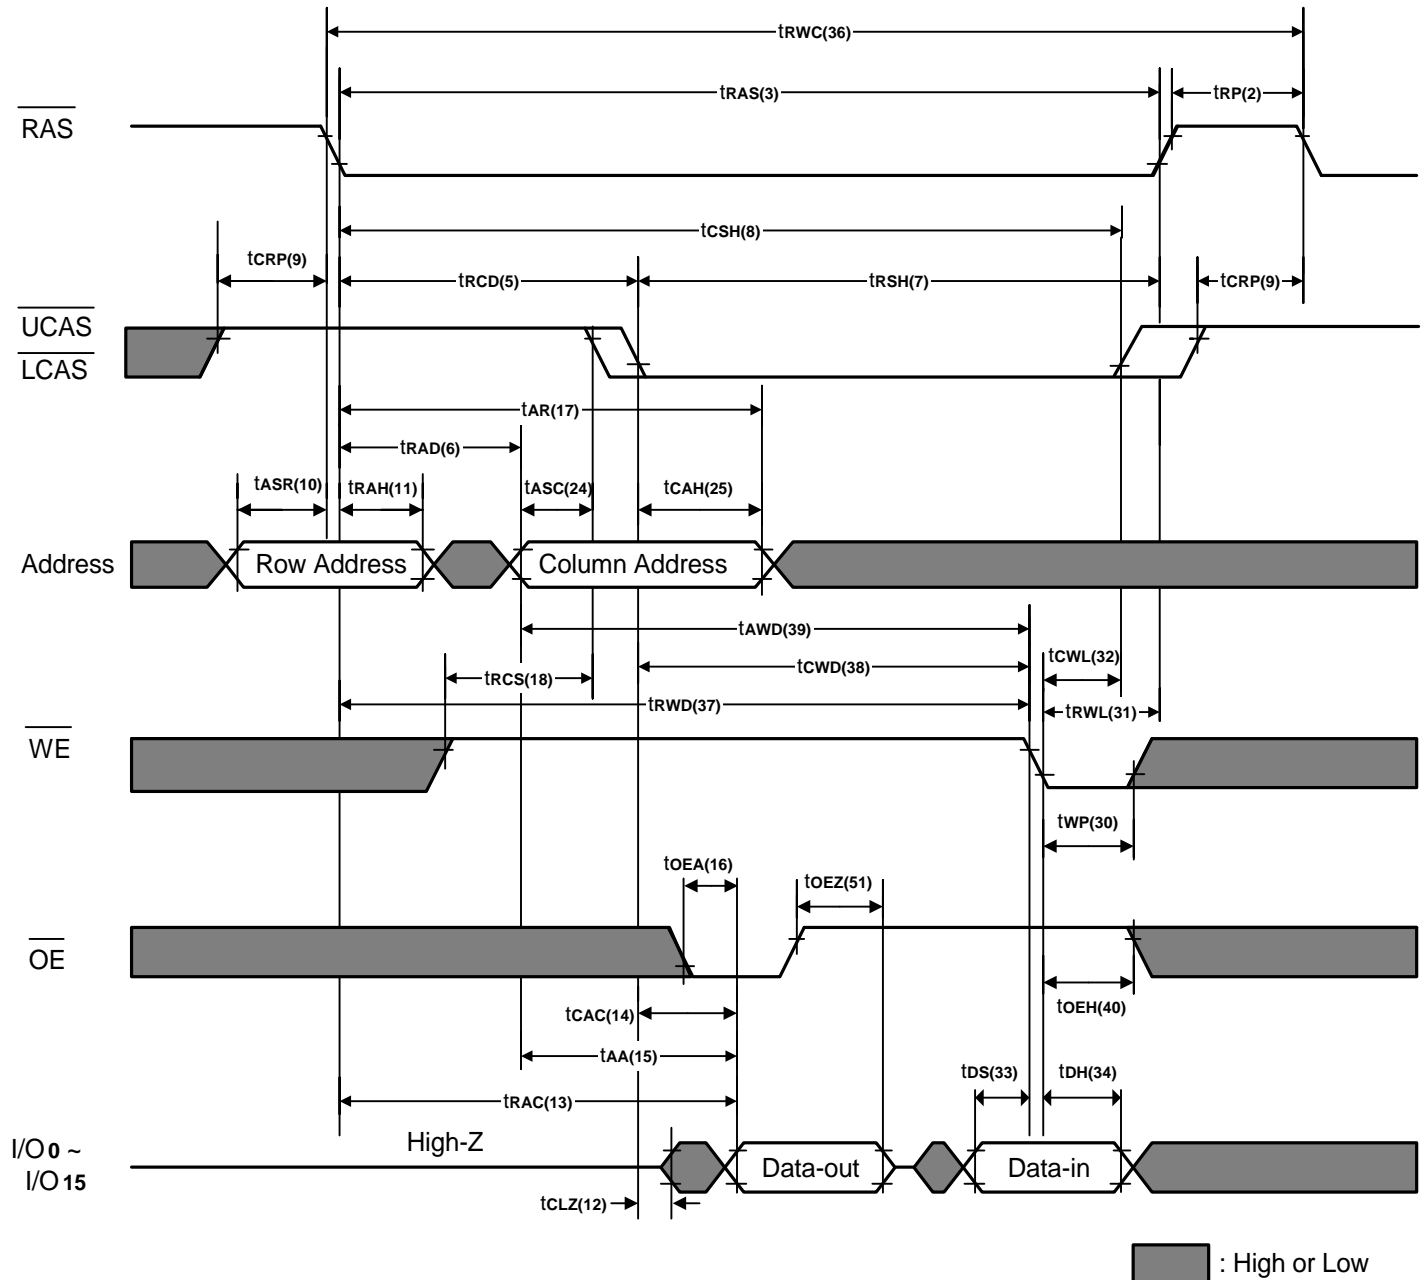 tRWC(36)
tRAS(3)
tRP(2)
RAS
tCSH(8)
tCRP(9)
tRCD(5)
tRSH(7)
tCRP(9)
UCAS
LCAS
tAR(17)
tRAD(6)
tASR(10)
tRAH(11)
tASC(24)
tCAH(25)
Address
Row Address
Column Address
tAWD(39)
tRCS(18)
tCWD(38)
tCWL(32)
tRWD(37)
tRWL(31)
WE
tWP(30)
tOEA(16)
tOEZ(51)
OE
tCAC(14)
tOEH(40)
tAA(15)
tDS(33)
tDH(34)
tRAC(13)
High-Z
I/O0 ~
I/O15
Data-out
Data-in
tCLZ(12)
: High or Low